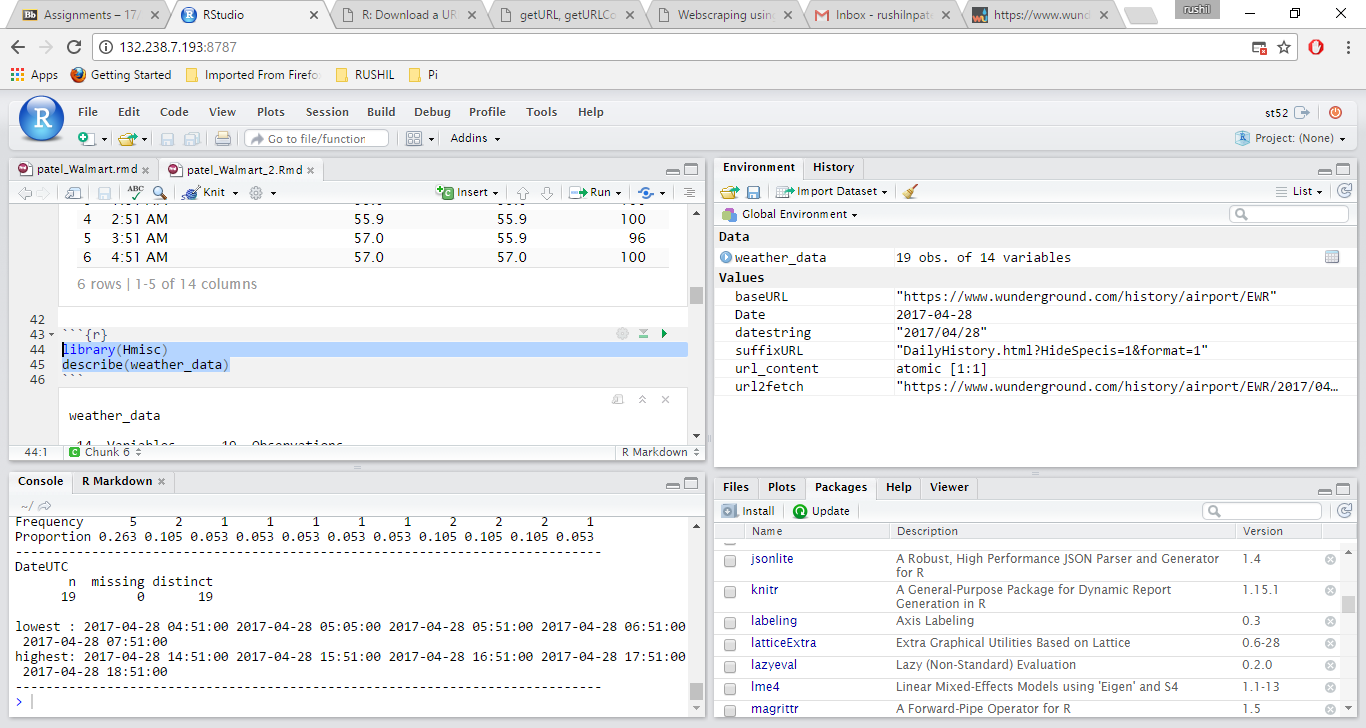 Assignments – 17/
RStudio
R: Download a UR
getURL, getURLCo
Webscraping usin
Inbox - rushilnpate
https://www.wund
rushil
132.238.7.193:8787
Apps
Getting Started
Imported From Firefo
RUSHIL
Pi
File Edit Code View Plots Session Build Debug Profile Tools Help
st52
Go to file/function
Addins
Project: (None)
patel_Walmart.rmd
patel_Walmart_2.Rmd
Knit
Insert
Run
4 2:51 AM 55.9 55.9 100
5 3:51 AM 57.0 55.9 96
6 4:51 AM 57.0 57.0 100
6 rows | 1-5 of 14 columns
42
43 ```{r}
44 library(Hmisc)
45 describe(weather_data)
46 ```
weather_data
14 Variables 19 Observations
44:1
Chunk 6
R Markdown
Console
R Markdown
~/
Frequency 5 2 1 1 1 1 1 2 2 2 1
Proportion 0.263 0.105 0.053 0.053 0.053 0.053 0.053 0.105 0.105 0.105 0.053
--------------------------------------------------------------------------------
DateUTC
n missing distinct
19 0 19
lowest : 2017-04-28 04:51:00 2017-04-28 05:05:00 2017-04-28 05:51:00 2017-04-28 06:51:00
2017-04-28 07:51:00
highest: 2017-04-28 14:51:00 2017-04-28 15:51:00 2017-04-28 16:51:00 2017-04-28 17:51:00
2017-04-28 18:51:00
--------------------------------------------------------------------------------
>
Environment
History
Import Dataset
List
Global Environment
Data
weather_data 19 obs. of 14 variables
Values
baseURL "https://www.wunderground.com/history/airport/EWR"
Date 2017-04-28
datestring "2017/04/28"
suffixURL "DailyHistory.html?HideSpecis=1&format=1"
url_content atomic [1:1]
url2fetch "https://www.wunderground.com/history/airport/EWR/2017/04…
Files
Plots
Packages
Help
Viewer
Install
Update
Name Description Version
jsonlite A Robust, High Performance JSON Parser and Generator 1.4
for R
knitr A General-Purpose Package for Dynamic Report 1.15.1
Generation in R
labeling Axis Labeling 0.3
latticeExtra Extra Graphical Utilities Based on Lattice 0.6-28
lazyeval Lazy (Non-Standard) Evaluation 0.2.0
lme4 Linear Mixed-Effects Models using 'Eigen' and S4 1.1-13
magrittr A Forward-Pipe Operator for R 1.5